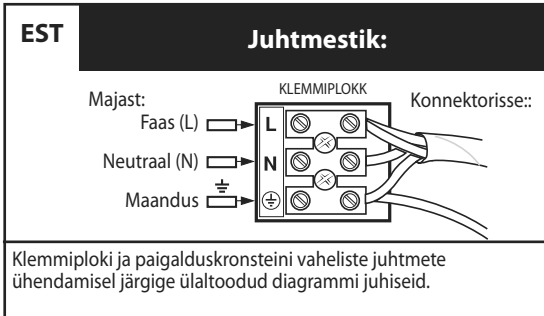 EST
Juhtmestik:
KLEMMIPLOKK
Majast:
Konnektorisse::
Faas (L)
L
Neutraal (N)
N
Maandus
Klemmiploki ja paigalduskronsteini vaheliste juhtmete
ühendamisel järgige ülaltoodud diagrammi juhiseid.